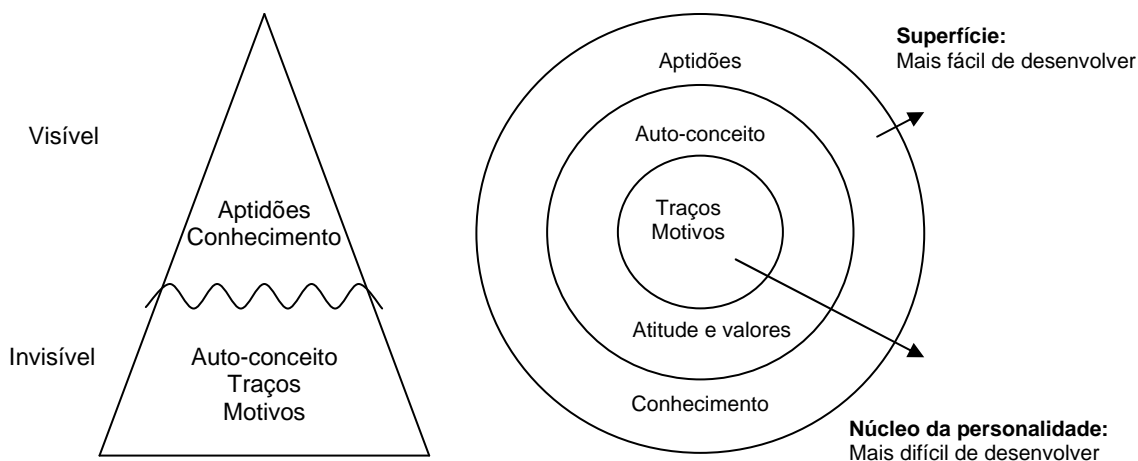 Visível
Aptidões
Conhecimento
Invisível
Auto-conceito
Traços
Motivos
Aptidões
Auto-conceito
Traços
Motivos
Atitude e valores
Conhecimento
Superfície:
Mais fácil de desenvolver
Núcleo da personalidade:
Mais difícil de desenvolver